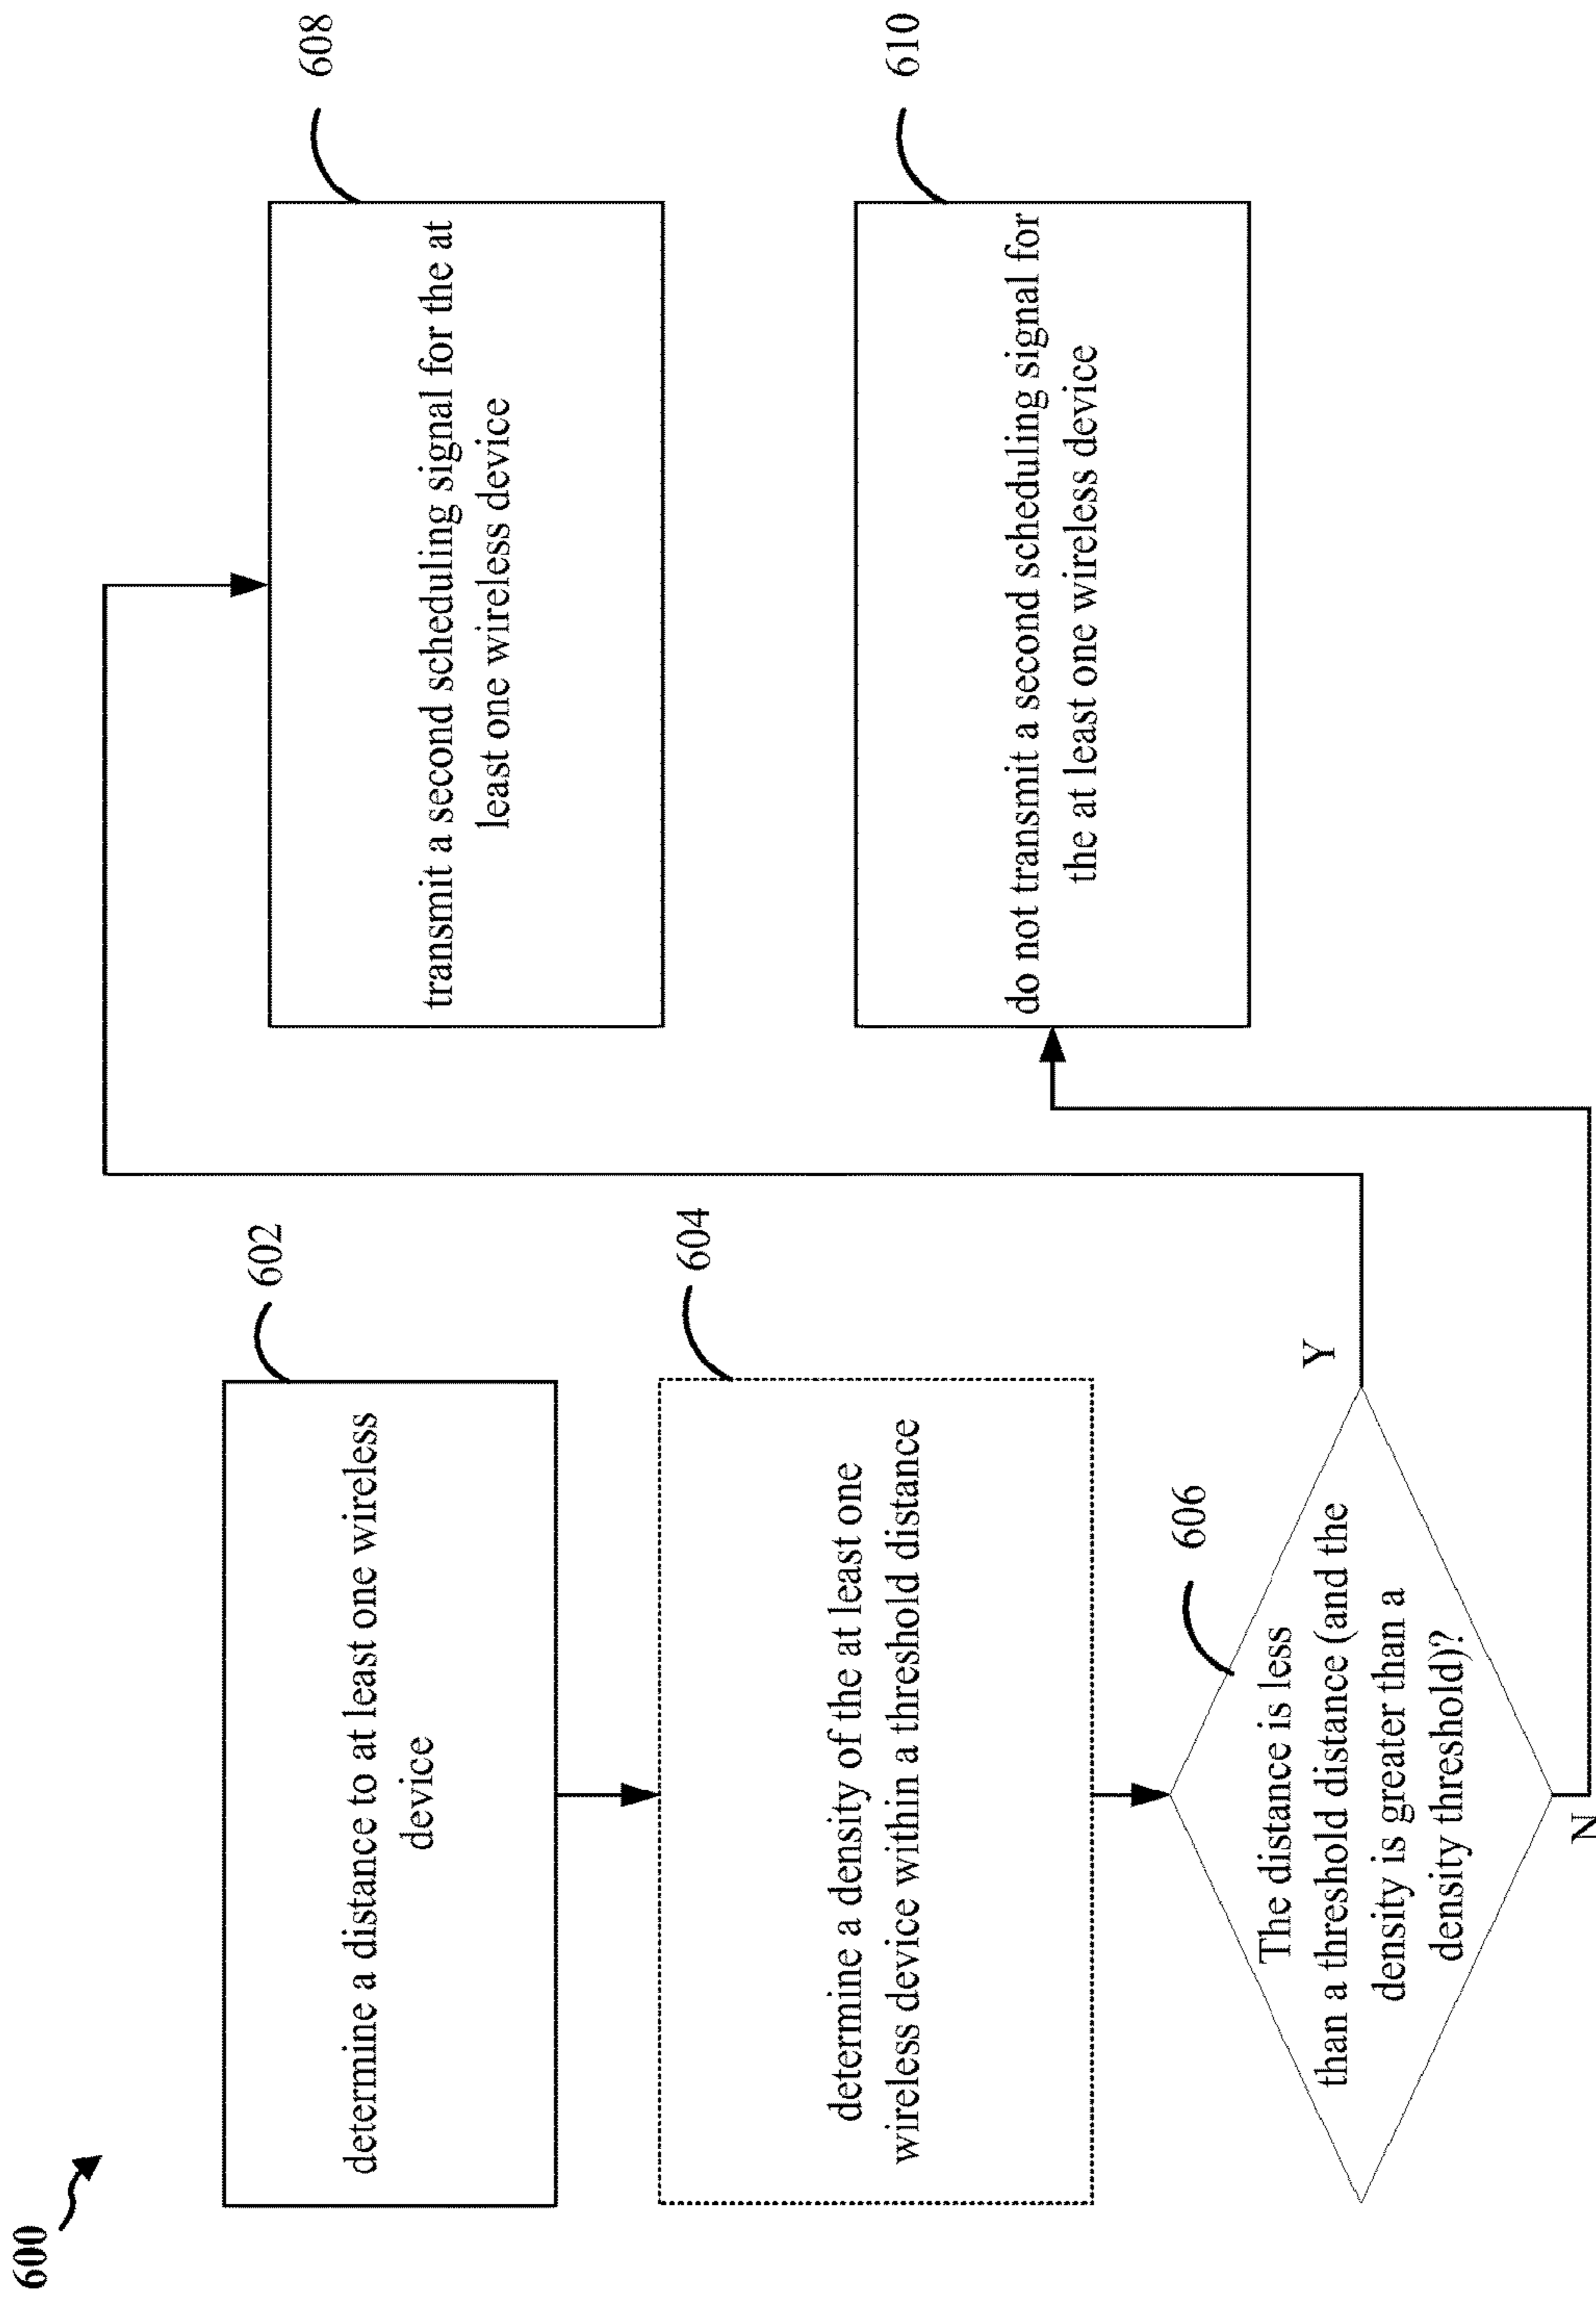 600
602
determine a distance to at least one wireless
device
604
determine a density of the at least one
wireless device within a threshold distance
606
The distance is less
than a threshold distance (and the
density is greater than a
density threshold)?
Y
N
608
transmit a second scheduling signal for the at
least one wireless device
610
do not transmit a second scheduling signal for
the at least one wireless device